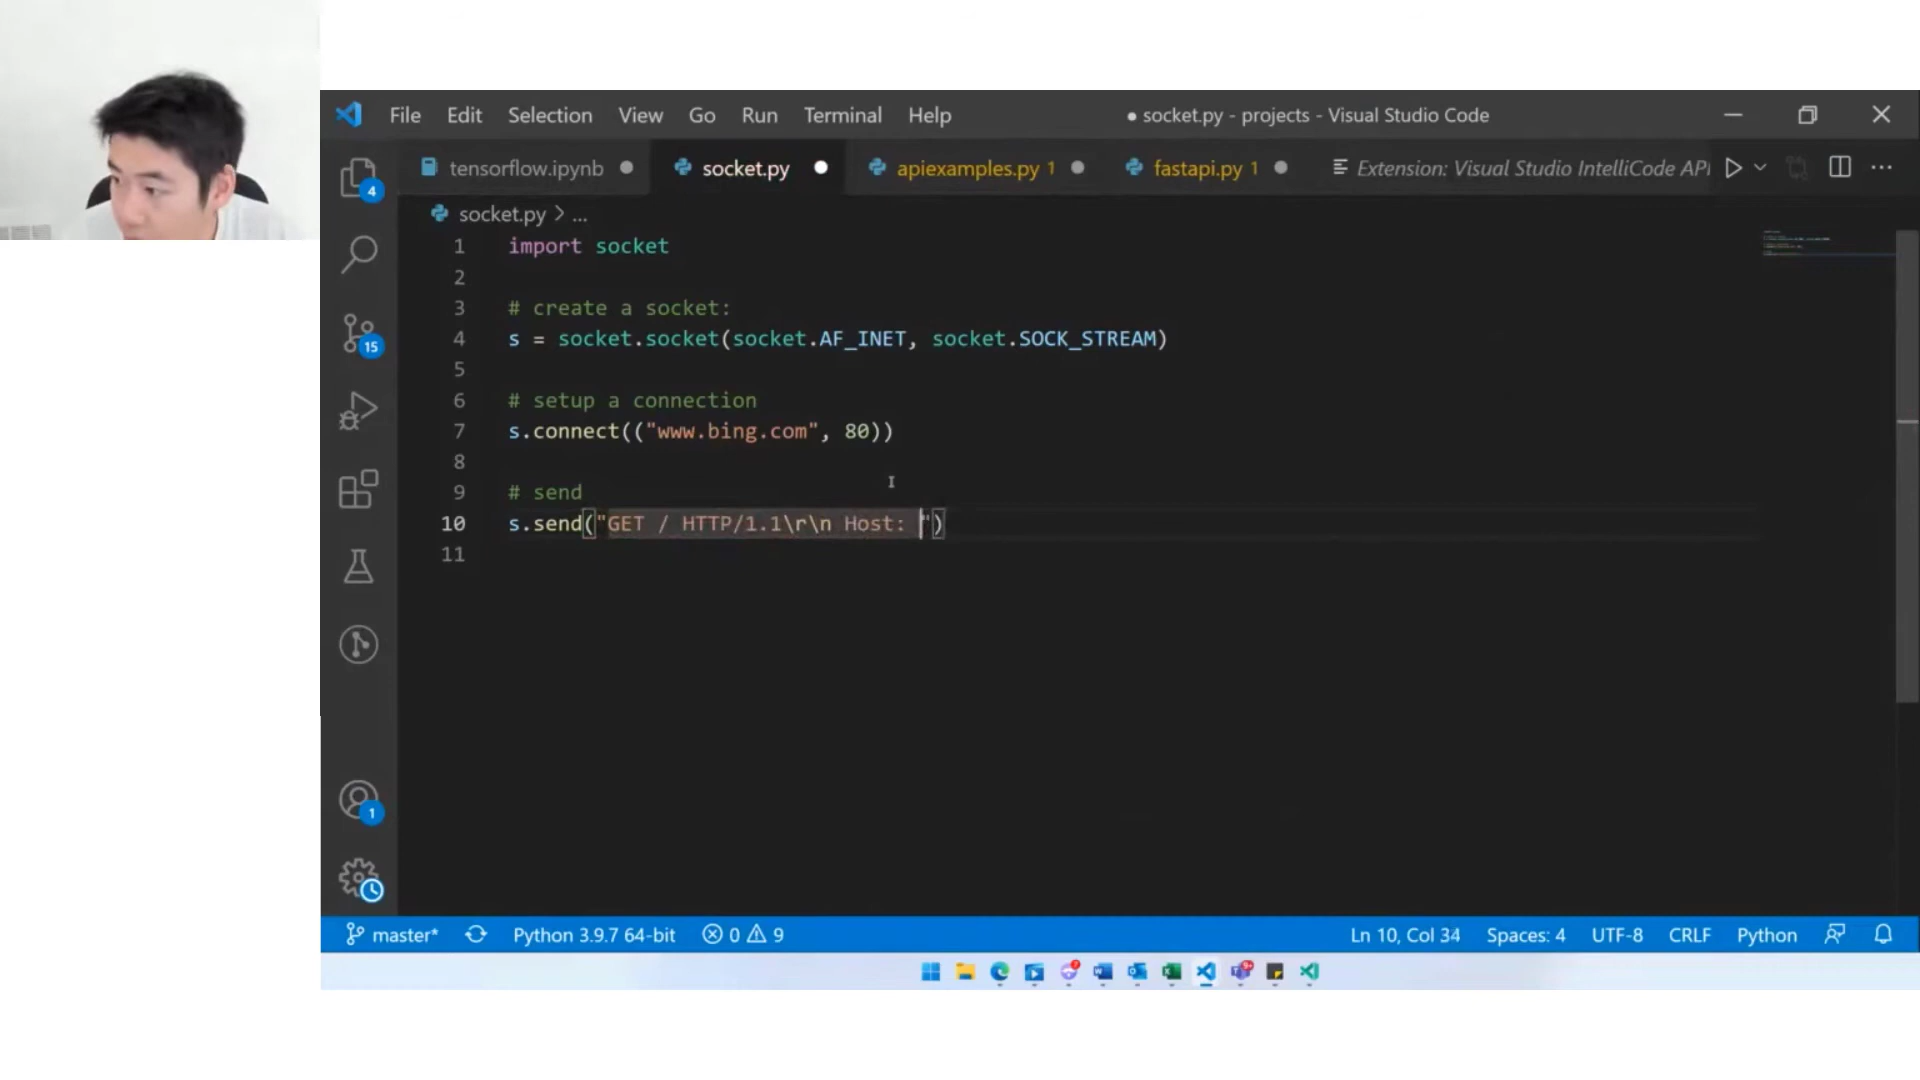 File Edit Selection View Go Run Terminal Help ● socket.py - projects - Visual Studio Code
tensorflow.ipynb socket.py apiexamples.py 1 fastapi.py 1 Extension: Visual Studio IntelliCode API
socket.py > ...
1 import socket
2
3 # create a socket:
4 s = socket.socket(socket.AF_INET, socket.SOCK_STREAM)
5
6 # setup a connection
7 s.connect(("www.bing.com", 80))
8
9 # send
10 s.send("GET / HTTP/1.1\r\n Host: ")
11
4
15
1
master* Python 3.9.7 64-bit 0 9 Ln 10, Col 34 Spaces: 4 UTF-8 CRLF Python